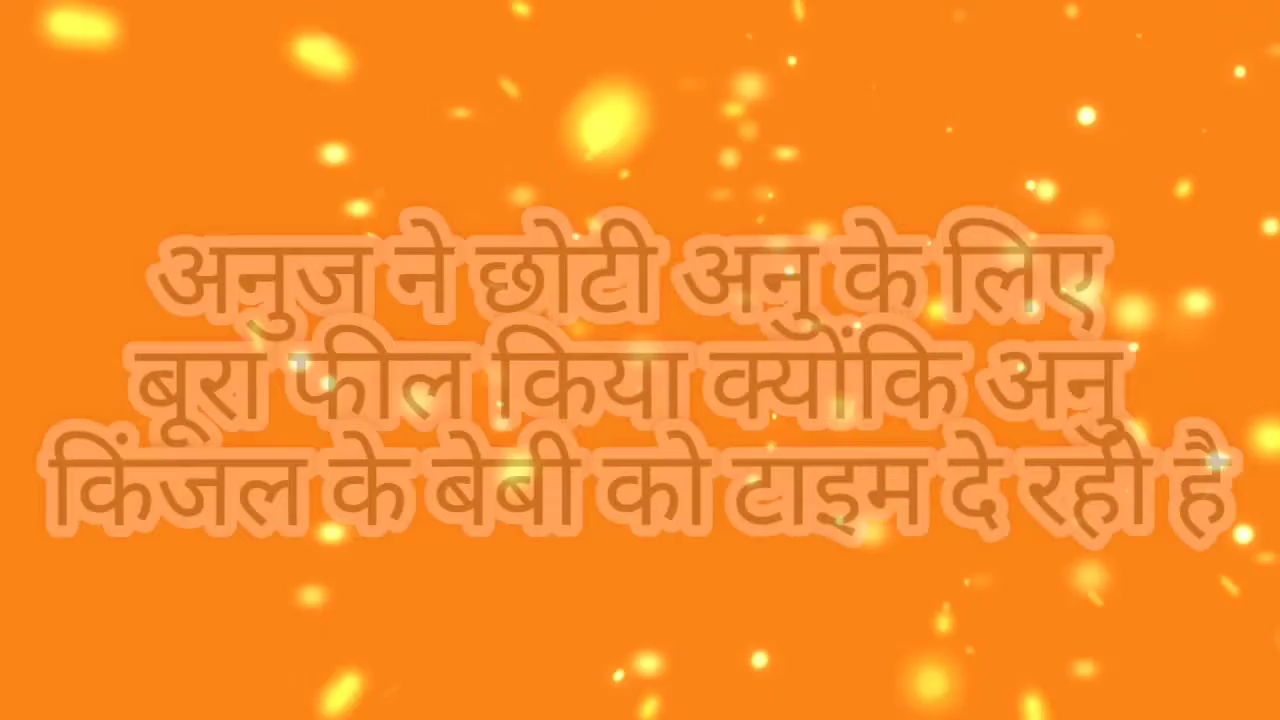 अनुज ने छोटी अनु के लिए
बूरा फील किया क्योंकि अनु
किंजल के बेबी को टाइम दे रही है